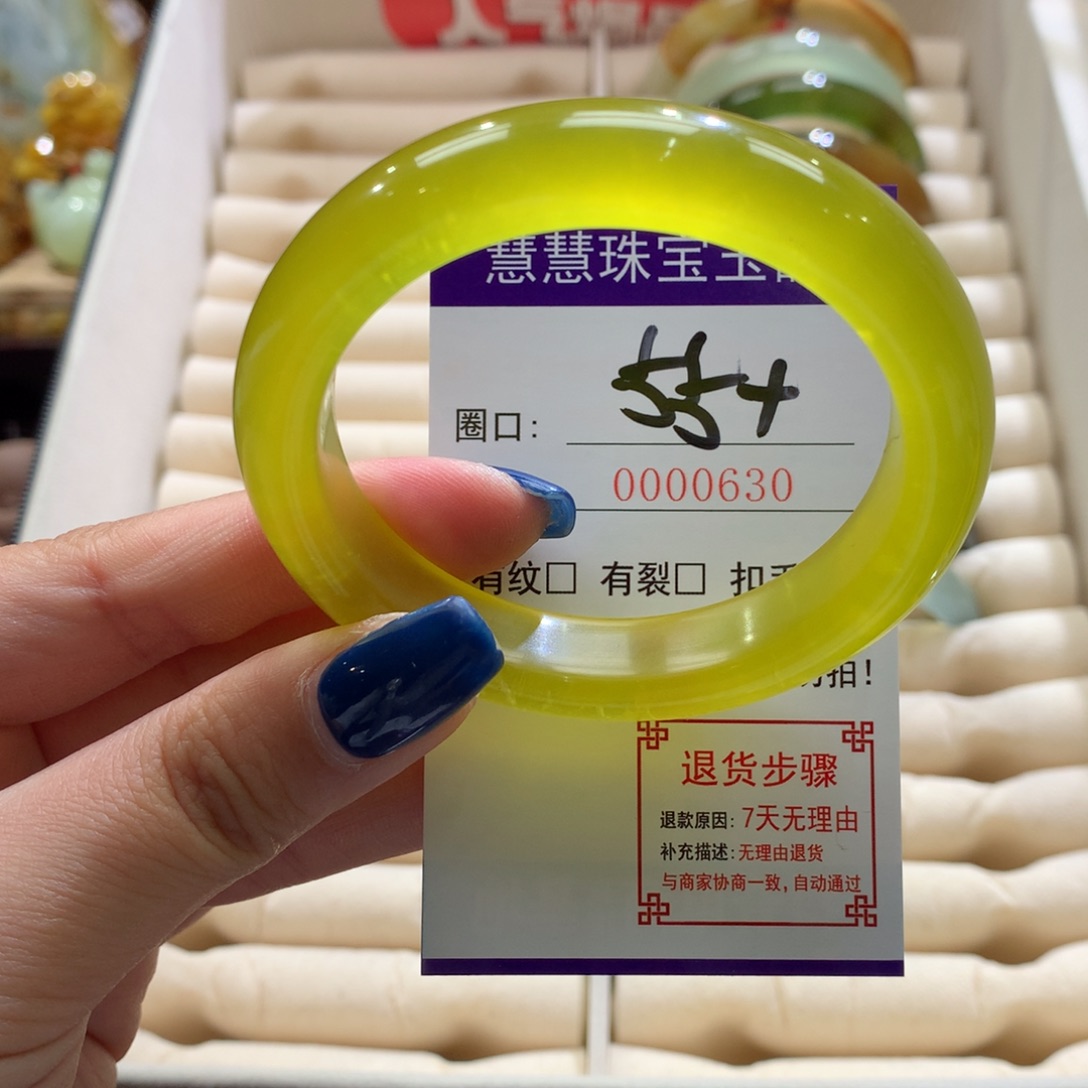 慧慧珠宝玉
圈口：
0000630
有纹□ 有裂□ 扣
拍！
退货步骤
退款原因：7天无理由
补充描述：无理由退货
与商家协商一致，自动通过